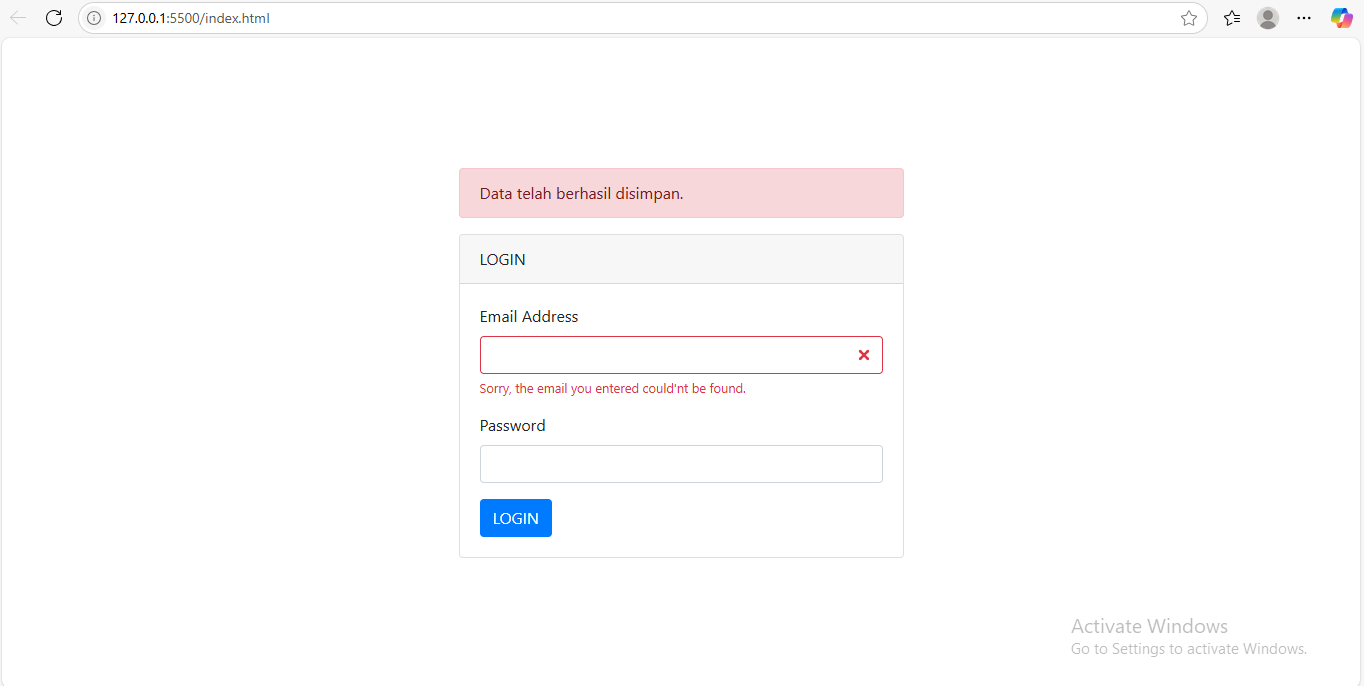 127.0.0.1:5500/index.html
Data telah berhasil disimpan.
LOGIN
Email Address
Sorry, the email you entered could'nt be found.
Password
LOGIN
Activate Windows
Go to Settings to activate Windows.